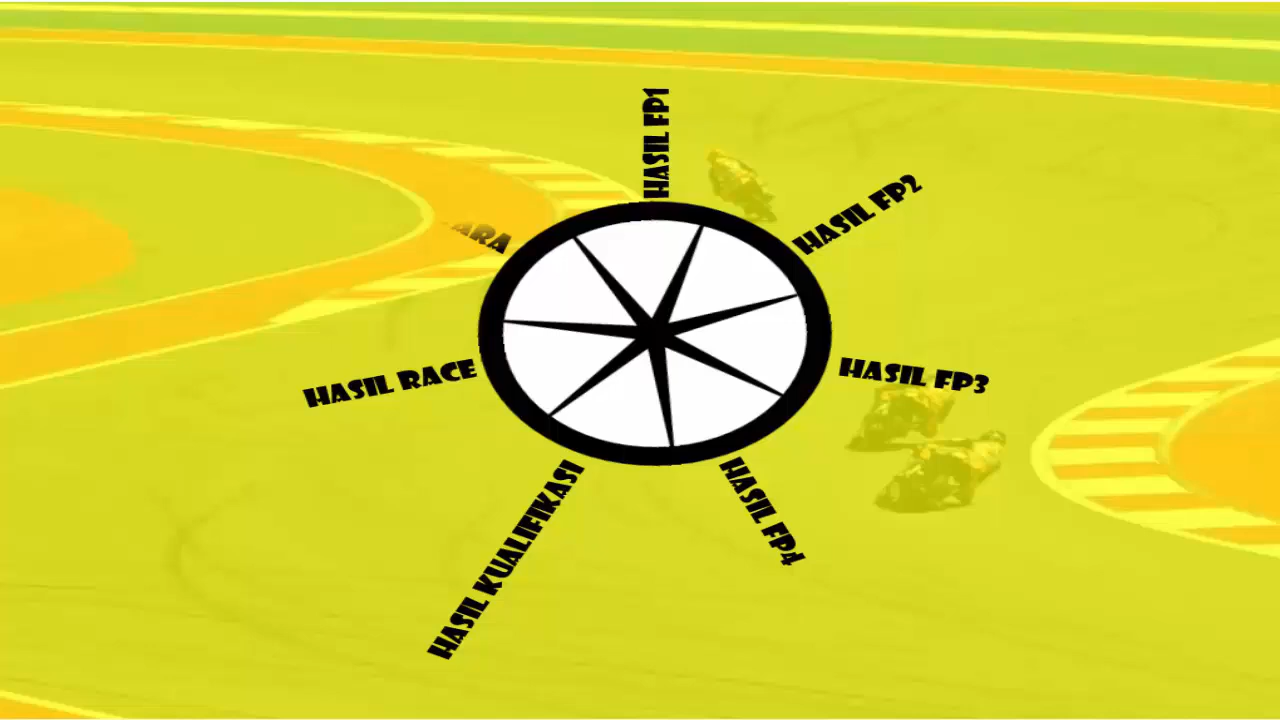 HASIL FP1
HASIL FP2
HASIL FP3
HASIL FP4
HASIL KUALIFIKASI
HASIL RACE